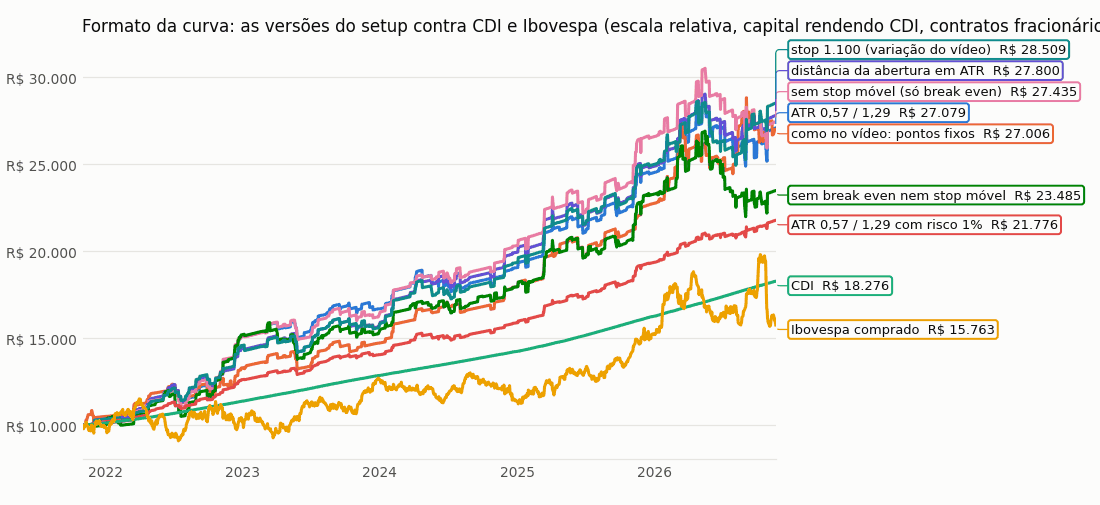 Formato da curva: as versões do setup contra CDI e Ibovespa (escala relativa, capital rendendo CDI, contratos fracionário
stop 1.100 (variação do vídeo) R$ 28.509
distância da abertura em ATR R$ 27.800
sem stop móvel (só break even) R$ 27.435
ATR 0,57 / 1,29 R$ 27.079
como no vídeo: pontos fixos R$ 27.006
sem break even nem stop móvel R$ 23.485
ATR 0,57 / 1,29 com risco 1% R$ 21.776
CDI R$ 18.276
Ibovespa comprado R$ 15.763
R$ 30.000
R$ 25.000
R$ 20.000
R$ 15.000
R$ 10.000
2022 2023 2024 2025 2026